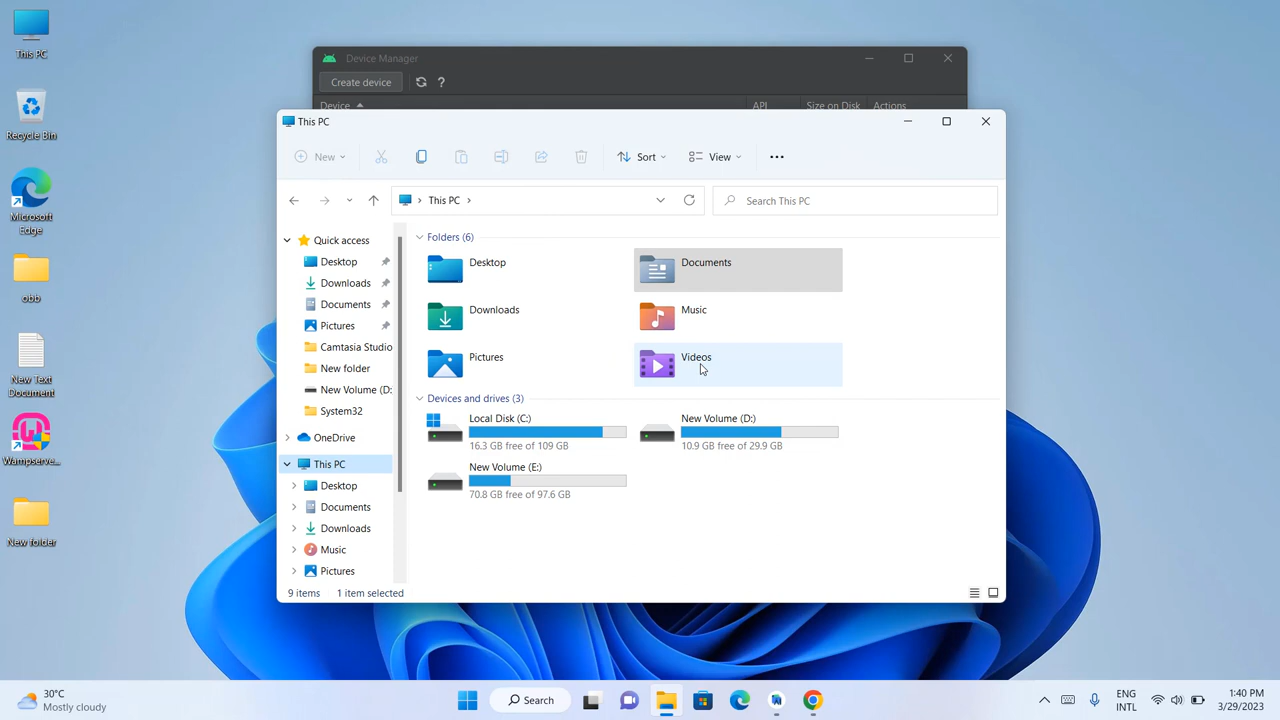 This PC
Recycle Bin
Microsoft
Edge
obb
New Text
Document
Wampserve...
New folder
Device Manager
Create device
?
Device
API
Size on Disk
Actions
This PC
New
Sort
View
This PC
Search This PC
Quick access
Desktop
Downloads
Documents
Pictures
Camtasia Studio
New folder
New Volume (D:
System32
OneDrive
This PC
Desktop
Documents
Downloads
Music
Pictures
Folders (6)
Desktop
Documents
Downloads
Music
Pictures
Videos
Devices and drives (3)
Local Disk (C:)
16.3 GB free of 109 GB
New Volume (D:)
10.9 GB free of 29.9 GB
New Volume (E:)
70.8 GB free of 97.6 GB
9 items
1 item selected
30°C
Mostly cloudy
Search
ENG
INTL
1:40 PM
3/29/2023